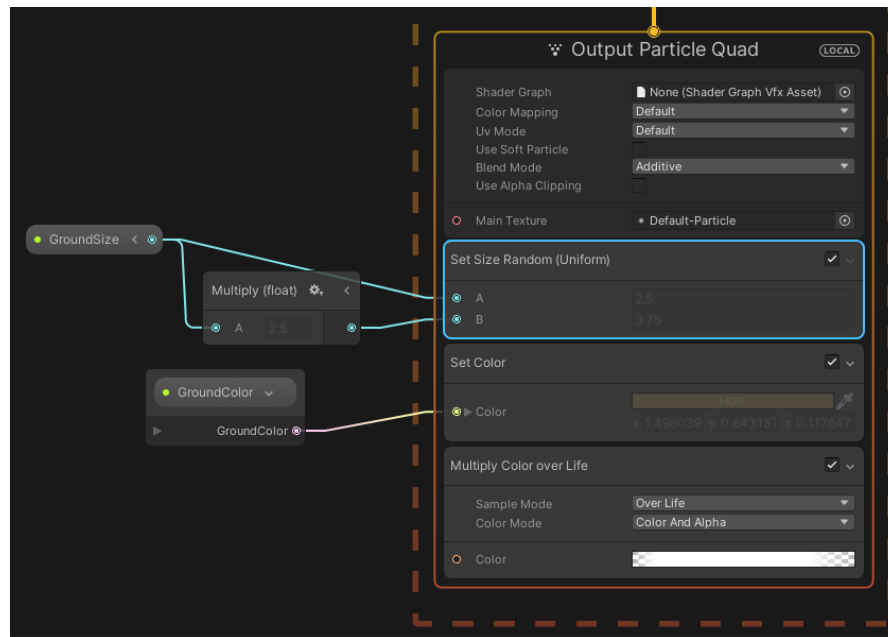 Output Particle Quad
LOCAL
Shader Graph None (Shader Graph Vfx Asset)
Color Mapping Default
Uv Mode Default
Use Soft Particle
Blend Mode Additive
Use Alpha Clipping
Main Texture Default-Particle
GroundSize
Multiply (float)
A 2.5
Set Size Random (Uniform)
A 2.5
B 3.75
Set Color
Color HDR
x 1.498039 y 0.643137 z 0.117647
GroundColor
GroundColor
Multiply Color over Life
Sample Mode Over Life
Color Mode Color And Alpha
Color